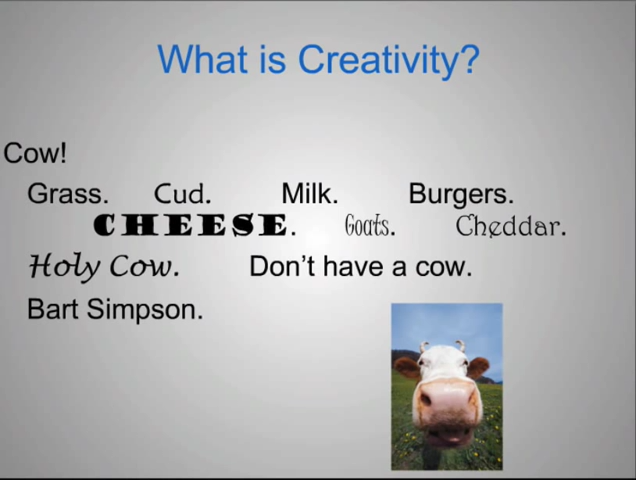 What is Creativity?
Cow!
Grass. Cud. Milk. Burgers.
CHEESE. Goats. Cheddar.
Holy Cow. Don't have a cow.
Bart Simpson.